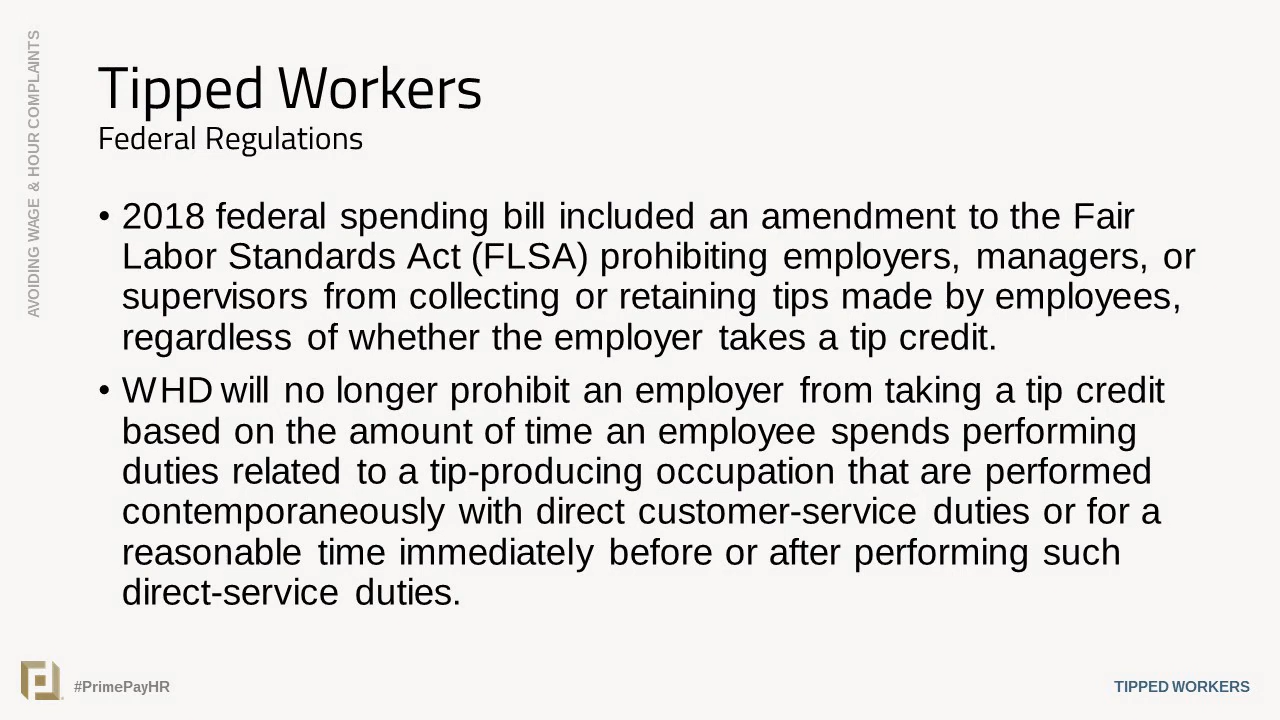 AVOIDING WAGE & HOUR COMPLAINTS
Tipped Workers
Federal Regulations
• 2018 federal spending bill included an amendment to the Fair
Labor Standards Act (FLSA) prohibiting employers, managers, or
supervisors from collecting or retaining tips made by employees,
regardless of whether the employer takes a tip credit.
• WHD will no longer prohibit an employer from taking a tip credit
based on the amount of time an employee spends performing
duties related to a tip-producing occupation that are performed
contemporaneously with direct customer-service duties or for a
reasonable time immediately before or after performing such
direct-service duties.
#PrimePayHR
TIPPED WORKERS